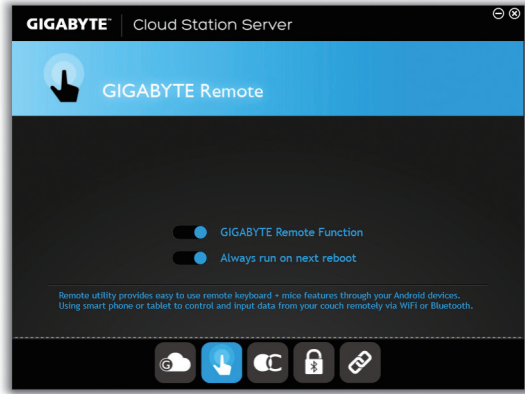 GIGABYTE™ Cloud Station Server
GIGABYTE Remote
GIGABYTE Remote Function
Always run on next reboot
Remote utility provides easy to use remote keyboard + mice features through your Android devices.
Using smart phone or tablet to control and input data from your couch remotely via WiFi or Bluetooth.
G